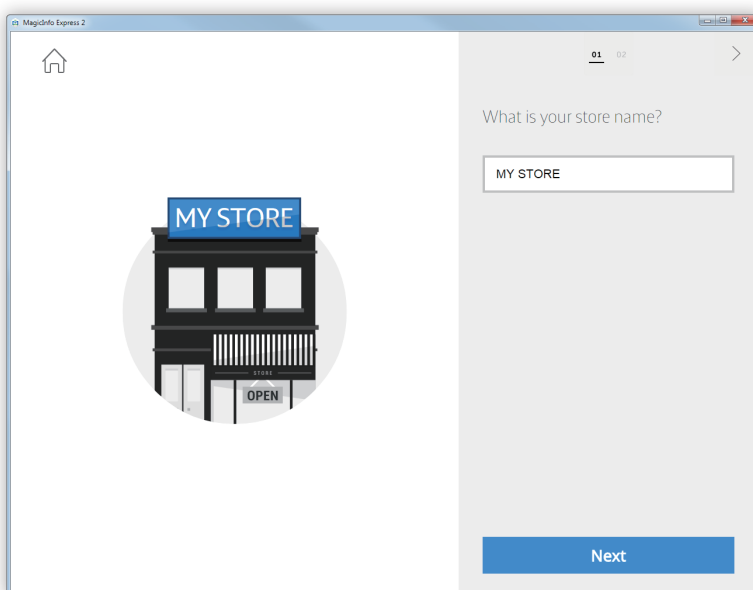 MagicInfo Express 2
01 02
What is your store name?
MY STORE
MY STORE
STORE
OPEN
Next